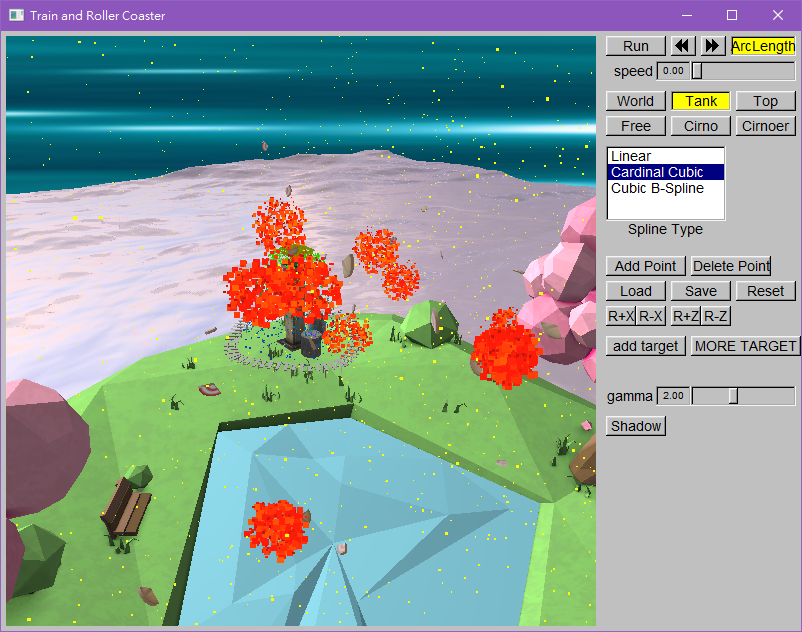 Train and Roller Coaster
Run
ArcLength
speed 0.00
World Tank Top
Free Cirno Cirnoer
Linear
Cardinal Cubic
Cubic B-Spline
Spline Type
Add Point Delete Point
Load Save Reset
R+X R-X R+Z R-Z
add target MORE TARGET
gamma 2.00
Shadow